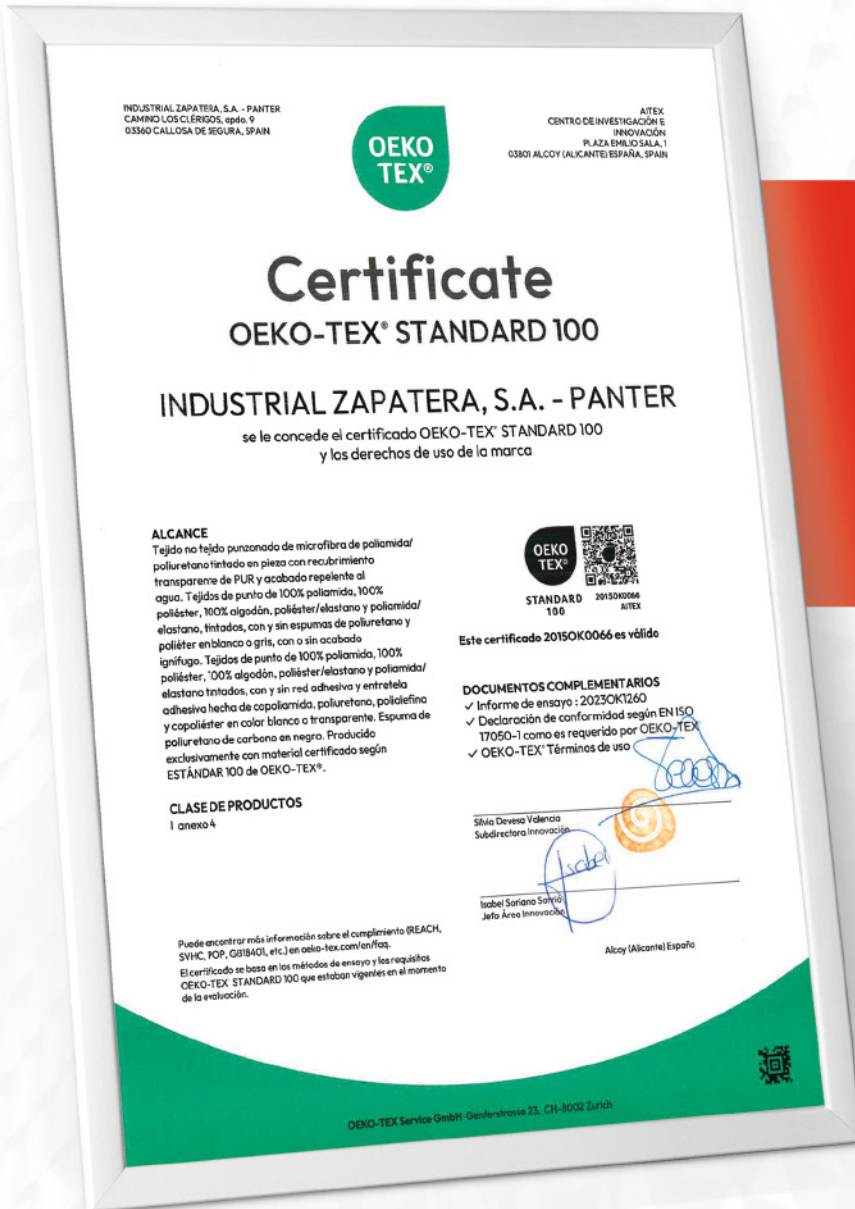 INDUSTRIAL ZAPATERA, S.A. - PANTER
CAMINO LOS CLÉRIGOS, apdo. 9
03360 CALLOSA DE SEGURA, SPAIN
OEKO
TEX®
AITEX
CENTRO DE INVESTIGACIÓN E
INNOVACIÓN
PLAZA EMILIO SALA, 1
03801 ALCOY (ALICANTE) ESPAÑA, SPAIN
Certificate
OEKO-TEX® STANDARD 100
INDUSTRIAL ZAPATERA, S.A. - PANTER
se le concede el certificado OEKO-TEX® STANDARD 100
y los derechos de uso de la marca
ALCANCE
Tejido no tejido punzonado de microfibra de poliamida/
poliuretano tintado en pieza con recubrimiento
transparente de PUR y acabado repelente al
agua. Tejidos de punto de 100% poliamida, 100%
poliéster, 100% algodón, poliéster/elastano y poliamida/
elastano, tintados, con y sin espumas de poliuretano y
poliéter en blanco o gris, con o sin acabado
ignífugo. Tejidos de punto de 100% poliamida, 100%
poliéster, 100% algodón, poliéster/elastano y poliamida/
elastano tintados, con y sin red adhesiva y entretela
adhesiva hecha de copoliamida, poliuretano, poliolefina
y copoliéster en color blanco o transparente. Espuma de
poliuretano de carbono en negro. Producido
exclusivamente con material certificado según
ESTÁNDAR 100 de OEKO-TEX®.
CLASE DE PRODUCTOS
I anexo 4
OEKO
TEX®
STANDARD
100
2015OK0066
AITEX
Este certificado 2015OK0066 es válido
DOCUMENTOS COMPLEMENTARIOS
✓ Informe de ensayo : 2023OK1260
✓ Declaración de conformidad según EN ISO
17050-1 como es requerido por OEKO-TEX
✓ OEKO-TEX® Términos de uso
Silvia Devesa Valencia
Subdirectora Innovación
Isabel
Isabel Soriano Sarrió
Jefa Área Innovación
Alcoy (Alicante) España
Puede encontrar más información sobre el cumplimiento (REACH,
SVHC, POP, GB18401, etc.) en oeko-tex.com/en/faq.
El certificado se basa en los métodos de ensayo y los requisitos
OEKO-TEX STANDARD 100 que estaban vigentes en el momento
de la evaluación.
OEKO-TEX Service GmbH Genferstrasse 23, CH-8002 Zurich